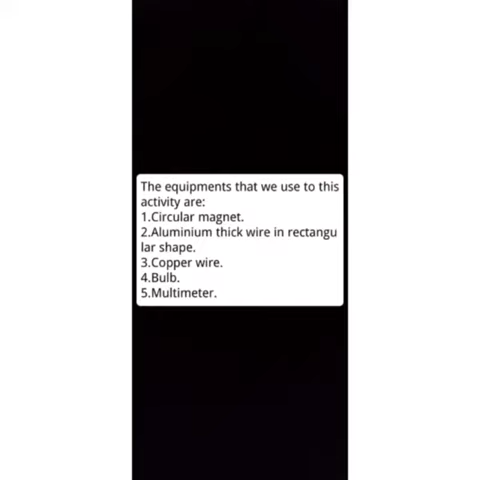 The equipments that we use to this
activity are:
1.Circular magnet.
2.Aluminium thick wire in rectangu
lar shape.
3.Copper wire.
4.Bulb.
5.Multimeter.